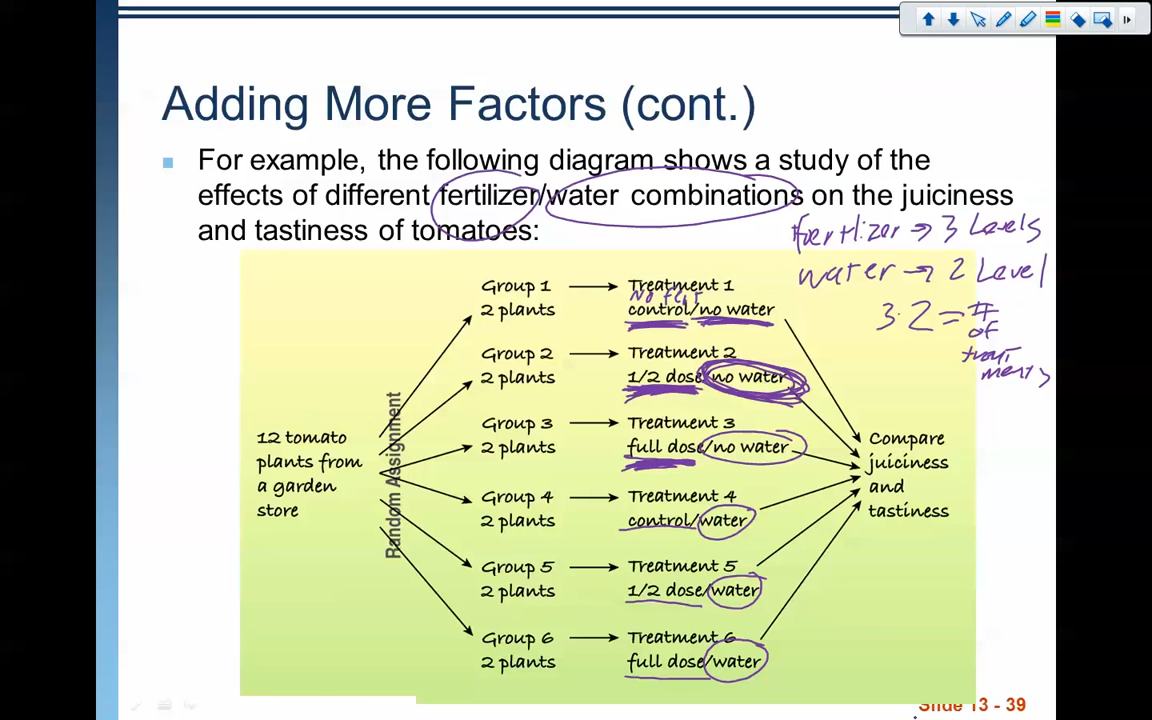 Adding More Factors (cont.)
For example, the following diagram shows a study of the
effects of different fertilizer/water combinations on the juiciness
and tastiness of tomatoes:
fertilizer → 3 Levels
water → 2 Level
3·2 = #
of
treat
ments
12 tomato
plants from
a garden
store
Random Assignment
Group 1
2 plants
Treatment 1
No fert
control/no water
Group 2
2 plants
Treatment 2
1/2 dose/no water
Group 3
2 plants
Treatment 3
full dose/no water
Group 4
2 plants
Treatment 4
control/water
Group 5
2 plants
Treatment 5
1/2 dose/water
Group 6
2 plants
Treatment 6
full dose/water
Compare
juiciness
and
tastiness
Slide 13 - 39